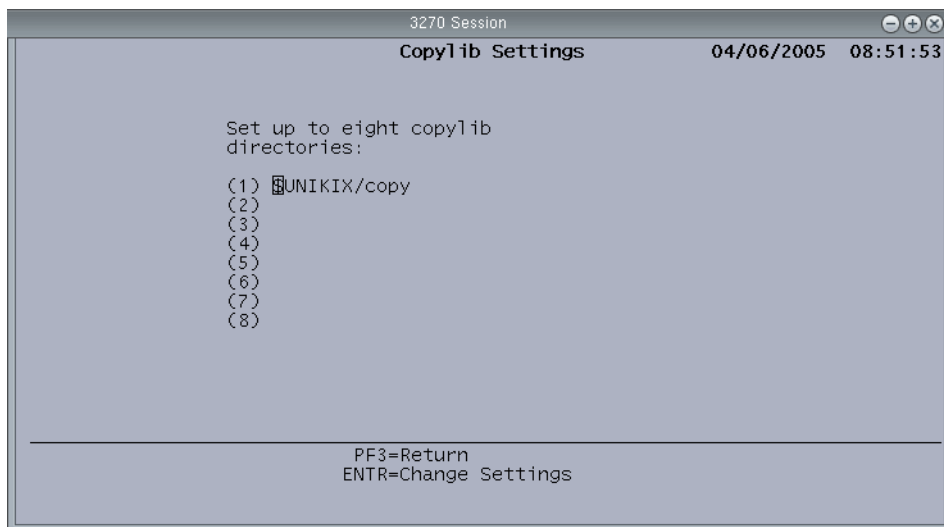 3270 Session
Copylib Settings 04/06/2005 08:51:53
Set up to eight copylib
directories:
(1) $UNIKIX/copy
(2)
(3)
(4)
(5)
(6)
(7)
(8)
PF3=Return
ENTR=Change Settings